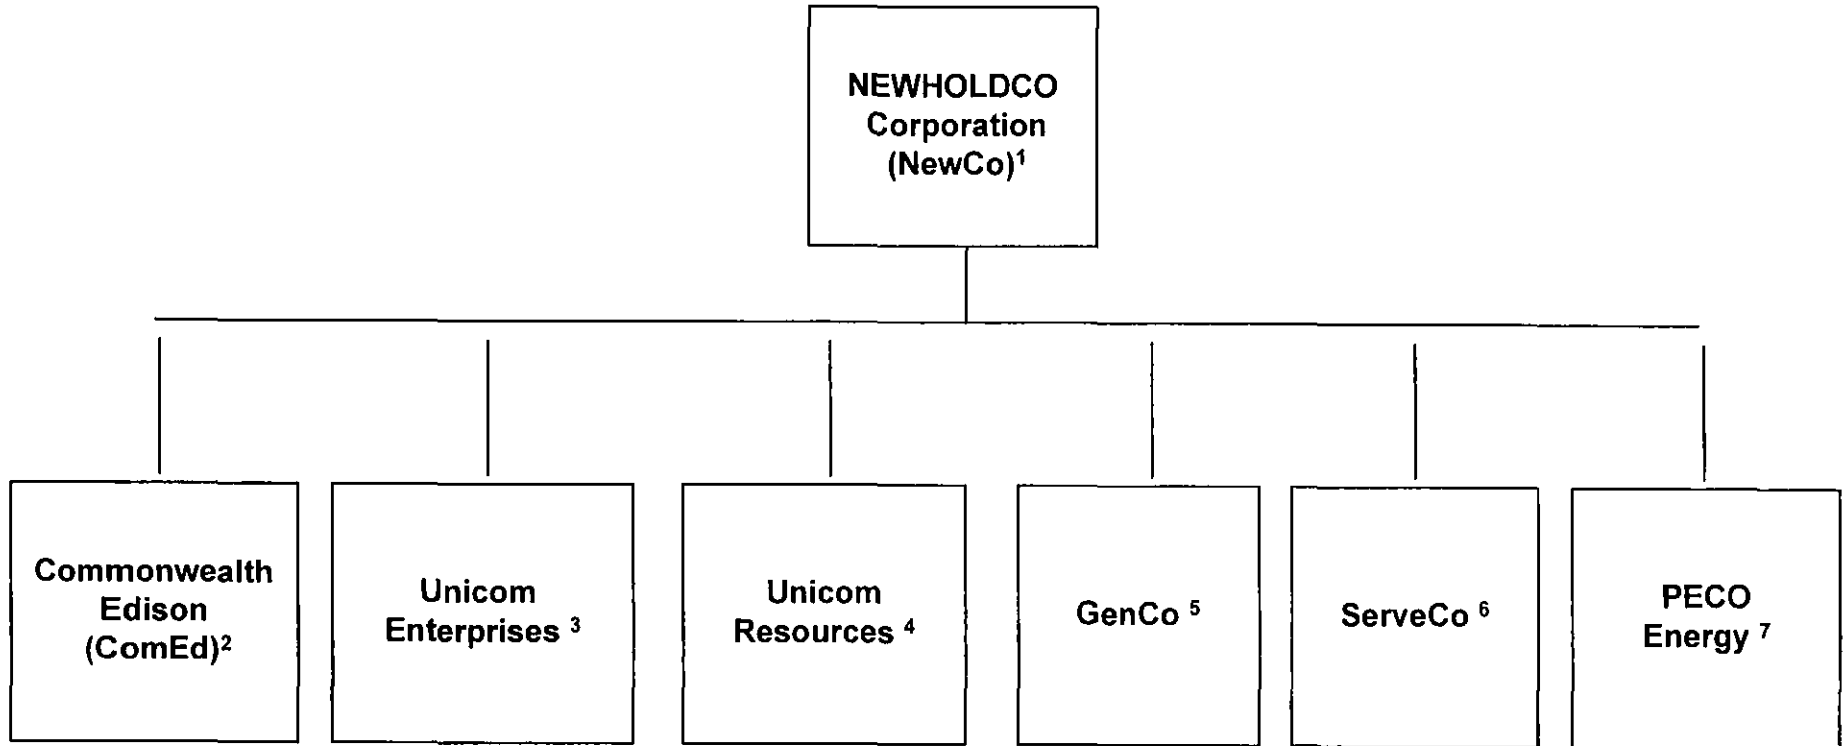 NEWHOLDCO
Corporation
(NewCo)¹
Commonwealth
Edison
(ComEd)²
Unicom
Enterprises ³
Unicom
Resources ⁴
GenCo ⁵
ServeCo ⁶
PECO
Energy ⁷